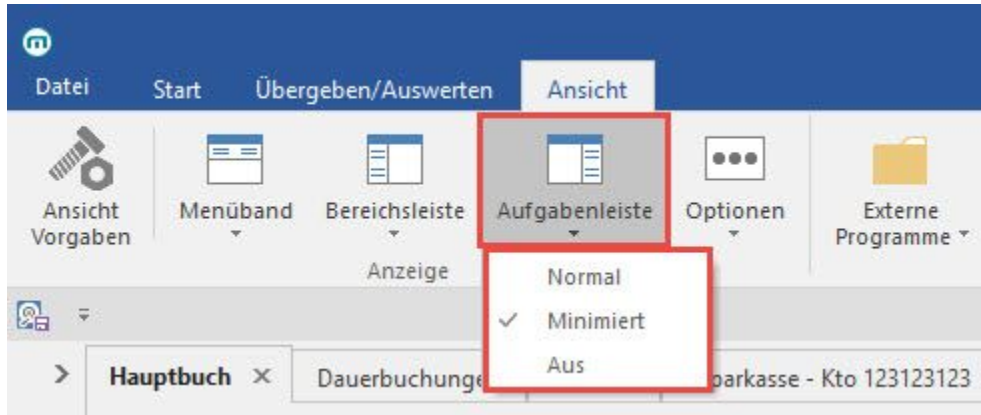 Datei Start Übergeben/Auswerten Ansicht
Ansicht Vorgaben
Menüband
Bereichsleiste
Aufgabenleiste
Optionen
Externe Programme
Anzeige
Normal
Minimiert
Aus
Hauptbuch
- Kto 123123123